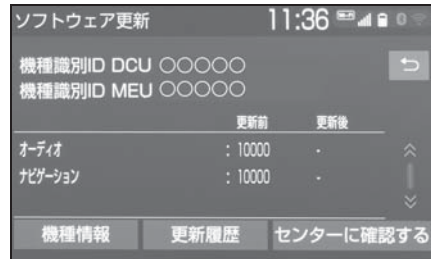 ソフトウェア更新 11:36
機種識別ID DCU ○○○○○
機種識別ID MEU ○○○○○
更新前 更新後
オーディオ : 10000 -
ナビゲーション : 10000 -
機種情報 更新履歴 センターに確認する